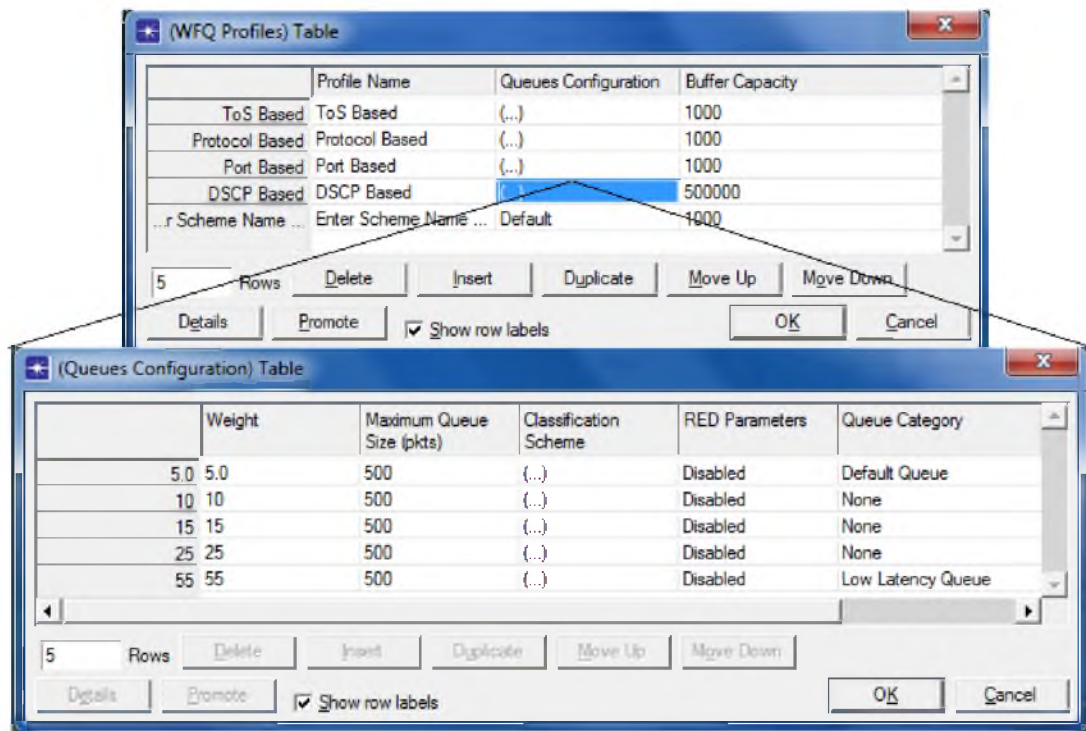 (WFQ Profiles) Table
Profile Name Queues Configuration Buffer Capacity
ToS Based ToS Based (...) 1000
Protocol Based Protocol Based (...) 1000
Port Based Port Based (...) 1000
DSCP Based DSCP Based (...) 500000
...r Scheme Name ... Enter Scheme Name ... Default 1000
5 Rows Delete Insert Duplicate Move Up Move Down
Details Promote Show row labels OK Cancel
(Queues Configuration) Table
Weight Maximum Queue Size (pkts) Classification Scheme RED Parameters Queue Category
5.0 5.0 500 (...) Disabled Default Queue
10 10 500 (...) Disabled None
15 15 500 (...) Disabled None
25 25 500 (...) Disabled None
55 55 500 (...) Disabled Low Latency Queue
5 Rows Delete Insert Duplicate Move Up Move Down
Details Promote Show row labels OK Cancel